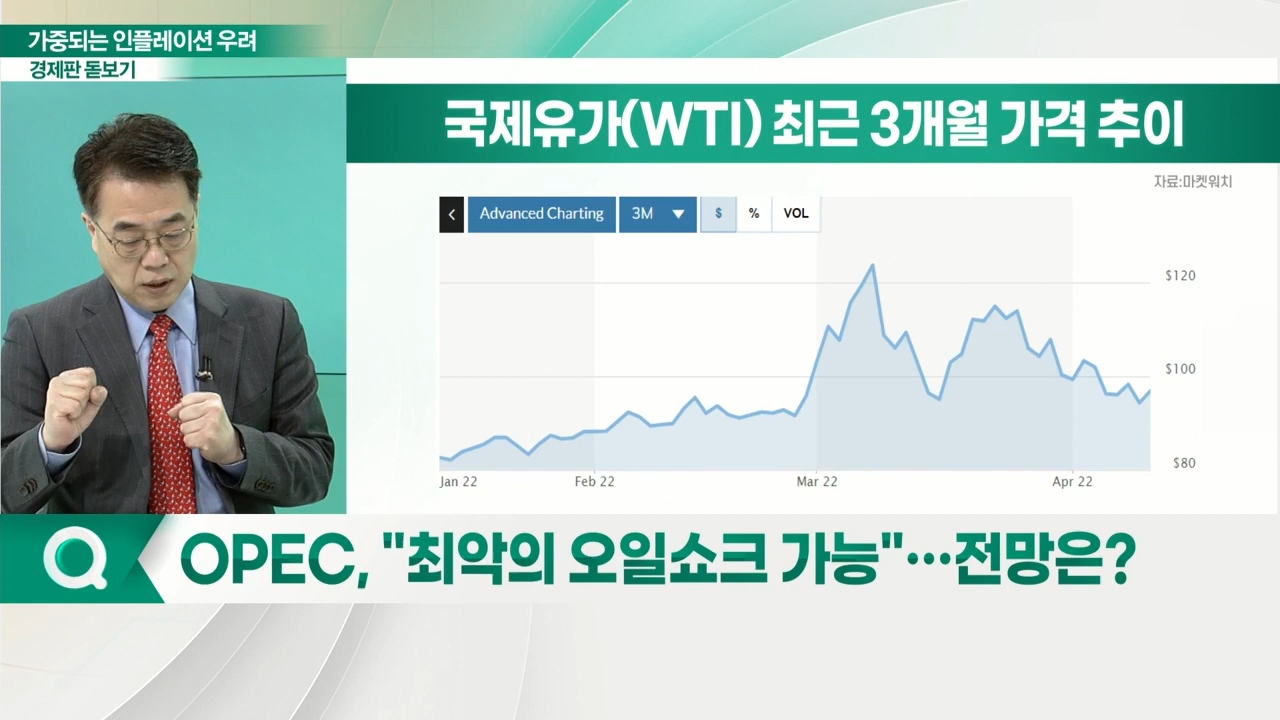 가중되는 인플레이션 우려
경제판 돋보기
국제유가(WTI) 최근 3개월 가격 추이
자료:마켓워치
Advanced Charting 3M $ % VOL
$120
$100
$80
Jan 22 Feb 22 Mar 22 Apr 22
OPEC, "최악의 오일쇼크 가능"…전망은?